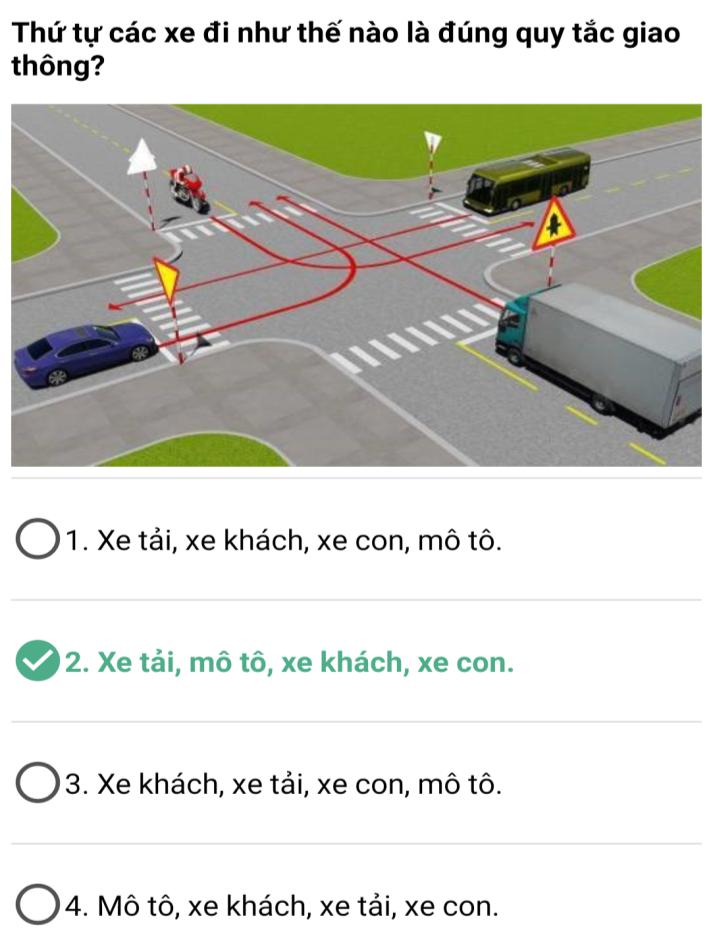 Thứ tự các xe đi như thế nào là đúng quy tắc giao
thông?
1. Xe tải, xe khách, xe con, mô tô.
2. Xe tải, mô tô, xe khách, xe con.
3. Xe khách, xe tải, xe con, mô tô.
4. Mô tô, xe khách, xe tải, xe con.